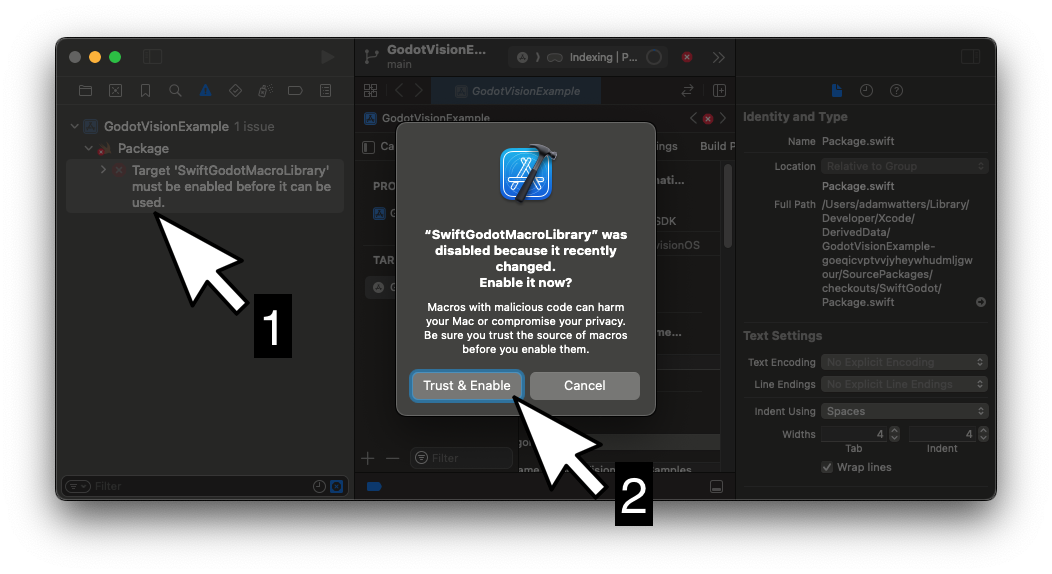 GodotVisionE...
main
Indexing | P...
GodotVisionExample
GodotVisionExample 1 issue
Package
Target 'SwiftGodotMacroLibrary'
must be enabled before it can be
used.
1
Filter
GodotVisionExample
Ca
ngs
Build P
PRO
G
TAR
G
nati...
SDK
visionOS
me...
“SwiftGodotMacroLibrary” was
disabled because it recently
changed.
Enable it now?
Macros with malicious code can harm
your Mac or compromise your privacy.
Be sure you trust the source of macros
before you enable them.
Trust & Enable
Cancel
2
Filter
Identity and Type
Name Package.swift
Location Relative to Group
Package.swift
Full Path /Users/adamwatters/Library/
Developer/Xcode/
DerivedData/
GodotVisionExample-
goeqicvptvvjyheywhudmljgw
our/SourcePackages/
checkouts/SwiftGodot/
Package.swift
Text Settings
Text Encoding No Explicit Encoding
Line Endings No Explicit Line Endings
Indent Using Spaces
Widths 4 4
Tab Indent
Wrap lines